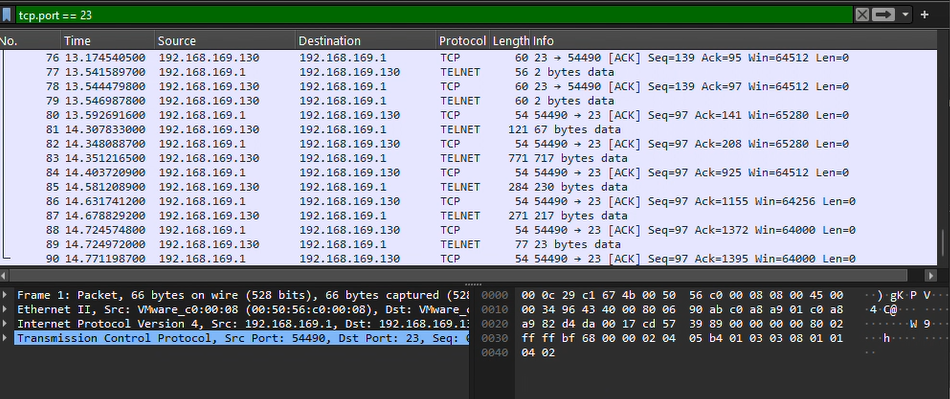 tcp.port == 23
No. Time Source Destination Protocol Length Info
76 13.174540500 192.168.169.130 192.168.169.1 TCP 60 23 → 54490 [ACK] Seq=139 Ack=95 Win=64512 Len=0
77 13.541589700 192.168.169.1 192.168.169.130 TELNET 56 2 bytes data
78 13.544479800 192.168.169.130 192.168.169.1 TCP 60 23 → 54490 [ACK] Seq=139 Ack=97 Win=64512 Len=0
79 13.546987800 192.168.169.130 192.168.169.1 TELNET 60 2 bytes data
80 13.592691600 192.168.169.1 192.168.169.130 TCP 54 54490 → 23 [ACK] Seq=97 Ack=141 Win=65280 Len=0
81 14.307833000 192.168.169.130 192.168.169.1 TELNET 121 67 bytes data
82 14.348088700 192.168.169.1 192.168.169.130 TCP 54 54490 → 23 [ACK] Seq=97 Ack=208 Win=65280 Len=0
83 14.351216500 192.168.169.130 192.168.169.1 TELNET 771 717 bytes data
84 14.403720900 192.168.169.1 192.168.169.130 TCP 54 54490 → 23 [ACK] Seq=97 Ack=925 Win=64512 Len=0
85 14.581208900 192.168.169.130 192.168.169.1 TELNET 284 230 bytes data
86 14.631741200 192.168.169.1 192.168.169.130 TCP 54 54490 → 23 [ACK] Seq=97 Ack=1155 Win=64256 Len=0
87 14.678829200 192.168.169.130 192.168.169.1 TELNET 271 217 bytes data
88 14.724574800 192.168.169.1 192.168.169.130 TCP 54 54490 → 23 [ACK] Seq=97 Ack=1372 Win=64000 Len=0
89 14.724972000 192.168.169.130 192.168.169.1 TELNET 77 23 bytes data
90 14.771198700 192.168.169.1 192.168.169.130 TCP 54 54490 → 23 [ACK] Seq=97 Ack=1395 Win=64000 Len=0
Frame 1: Packet, 66 bytes on wire (528 bits), 66 bytes captured (528
Ethernet II, Src: VMware_c0:00:08 (00:50:56:c0:00:08), Dst: VMware_c
Internet Protocol Version 4, Src: 192.168.169.1, Dst: 192.168.169.13
Transmission Control Protocol, Src Port: 54490, Dst Port: 23, Seq: 0
0000 00 0c 29 c1 67 4b 00 50 56 c0 00 08 08 00 45 00 ··)·gK·P V·····
0010 00 34 96 43 40 00 80 06 90 ab c0 a8 a9 01 c0 a8 ·4·C@···
0020 a9 82 d4 da 00 17 cd 57 39 89 00 00 00 00 80 02 ·······W 9·····
0030 ff ff bf 68 00 00 02 04 05 b4 01 03 03 08 01 01 ···h····
0040 04 02 ··